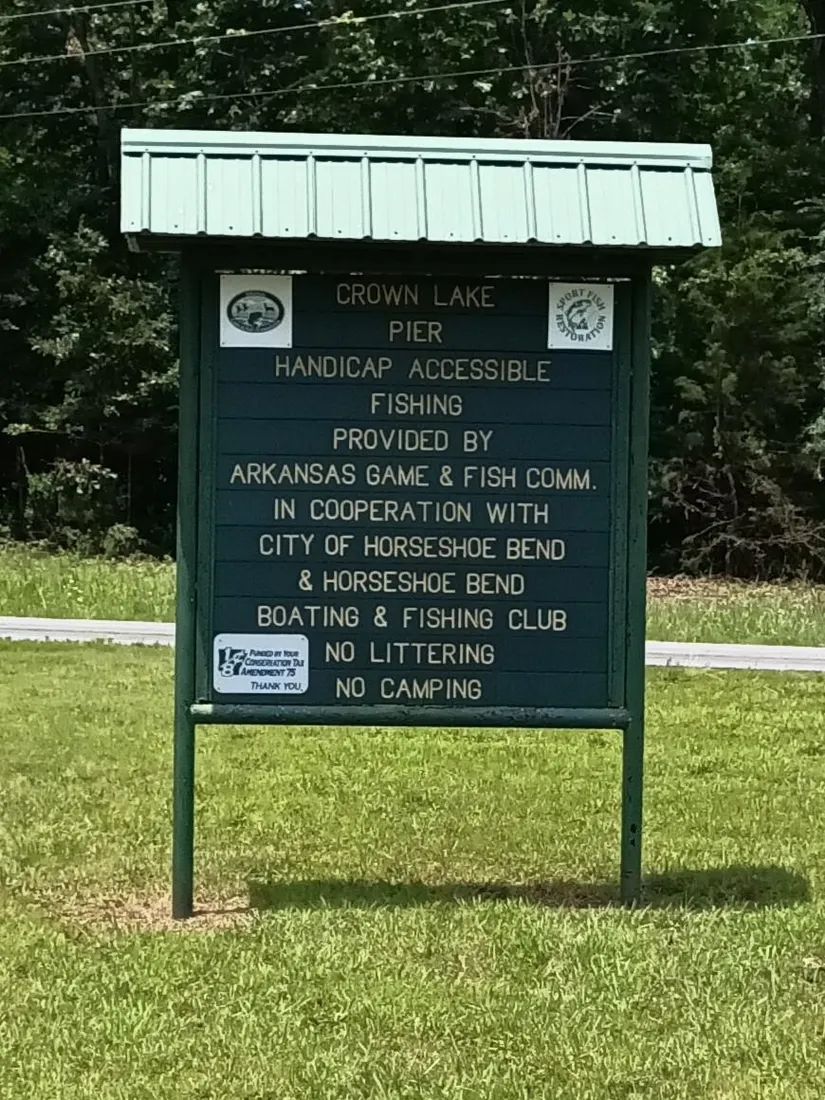 CROWN LAKE
SPORT FISH RESTORATION
PIER
HANDICAP ACCESSIBLE
FISHING
PROVIDED BY
ARKANSAS GAME & FISH COMM.
IN COOPERATION WITH
CITY OF HORSESHOE BEND
& HORSESHOE BEND
BOATING & FISHING CLUB
NO LITTERING
NO CAMPING
1/8
FUNDED BY YOUR
CONSERVATION TAX
AMENDMENT 75
THANK YOU